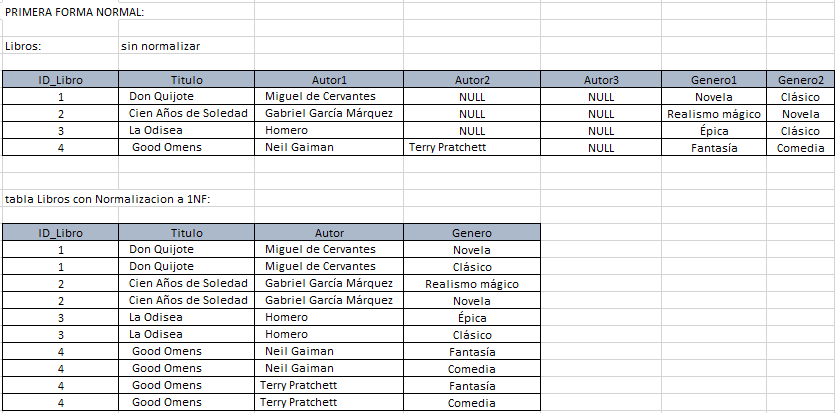 PRIMERA FORMA NORMAL:
Libros: sin normalizar
ID_Libro Titulo Autor1 Autor2 Autor3 Genero1 Genero2
1 Don Quijote Miguel de Cervantes NULL NULL Novela Clásico
2 Cien Años de Soledad Gabriel García Márquez NULL NULL Realismo mágico Novela
3 La Odisea Homero NULL NULL Épica Clásico
4 Good Omens Neil Gaiman Terry Pratchett NULL Fantasía Comedia
tabla Libros con Normalizacion a 1NF:
ID_Libro Titulo Autor Genero
1 Don Quijote Miguel de Cervantes Novela
1 Don Quijote Miguel de Cervantes Clásico
2 Cien Años de Soledad Gabriel García Márquez Realismo mágico
2 Cien Años de Soledad Gabriel García Márquez Novela
3 La Odisea Homero Épica
3 La Odisea Homero Clásico
4 Good Omens Neil Gaiman Fantasía
4 Good Omens Neil Gaiman Comedia
4 Good Omens Terry Pratchett Fantasía
4 Good Omens Terry Pratchett Comedia